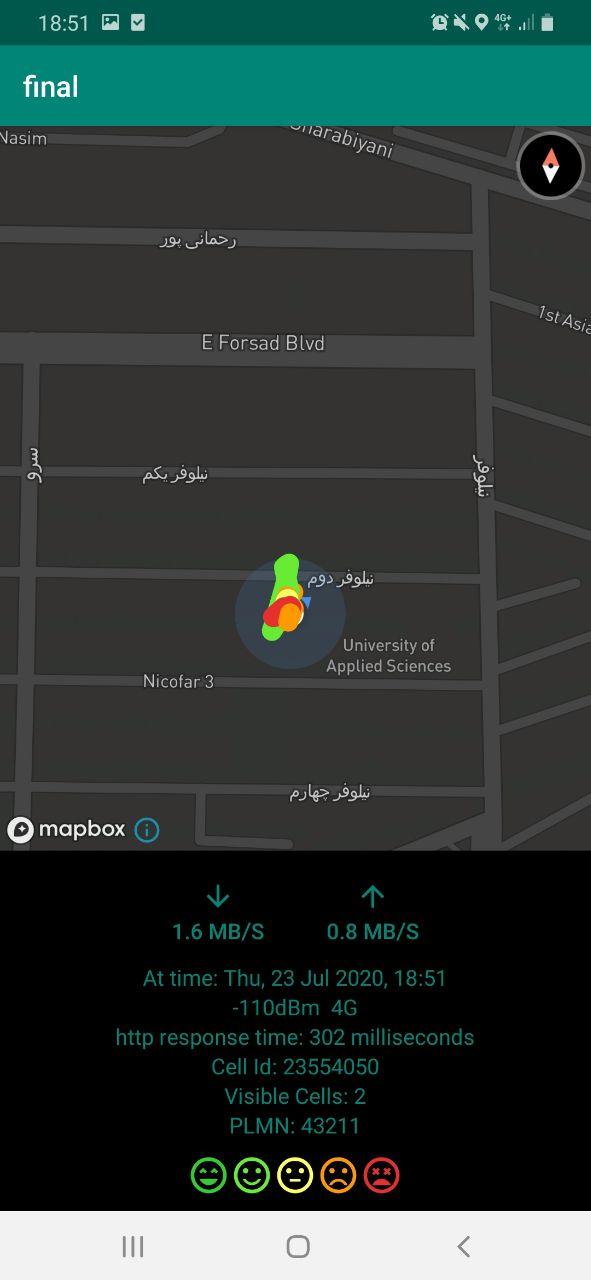 18:51
4G+
final
Nasim
Gharabiyani
رحمانی پور
1st Asia
E Forsad Blvd
سرو
نیلوفر یکم
نیلوفر
نیلوفر دوم
University of
Applied Sciences
Nicofar 3
نیلوفر چهارم
mapbox
1.6 MB/S
0.8 MB/S
At time: Thu, 23 Jul 2020, 18:51
-110dBm 4G
http response time: 302 milliseconds
Cell Id: 23554050
Visible Cells: 2
PLMN: 43211